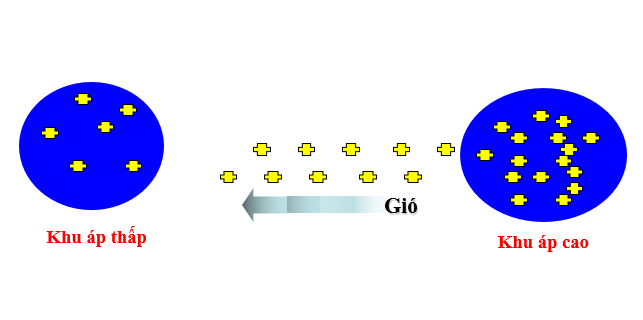 Gió
Khu áp thấp
Khu áp cao